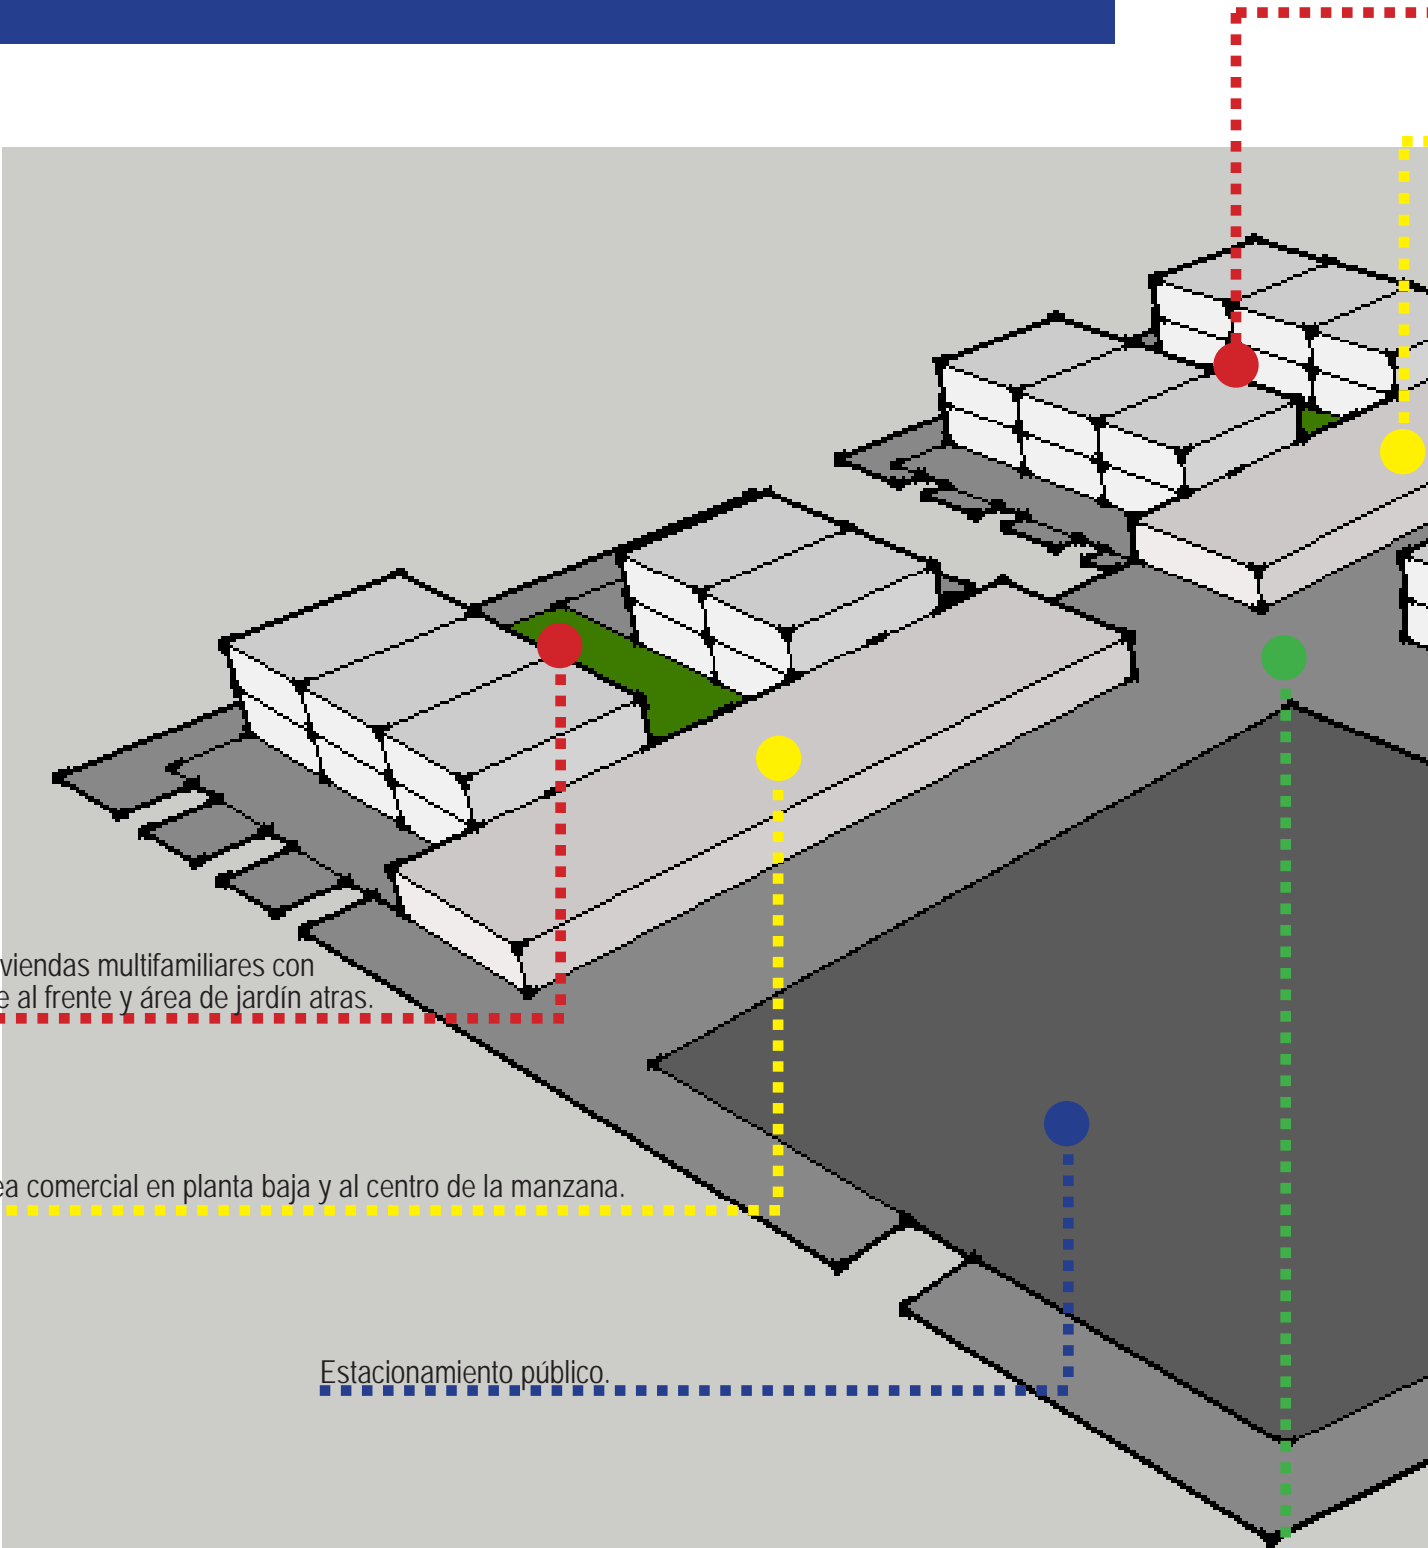 viendas multifamiliares con
e al frente y área de jardín atras.
ea comercial en planta baja y al centro de la manzana.
Estacionamiento público.